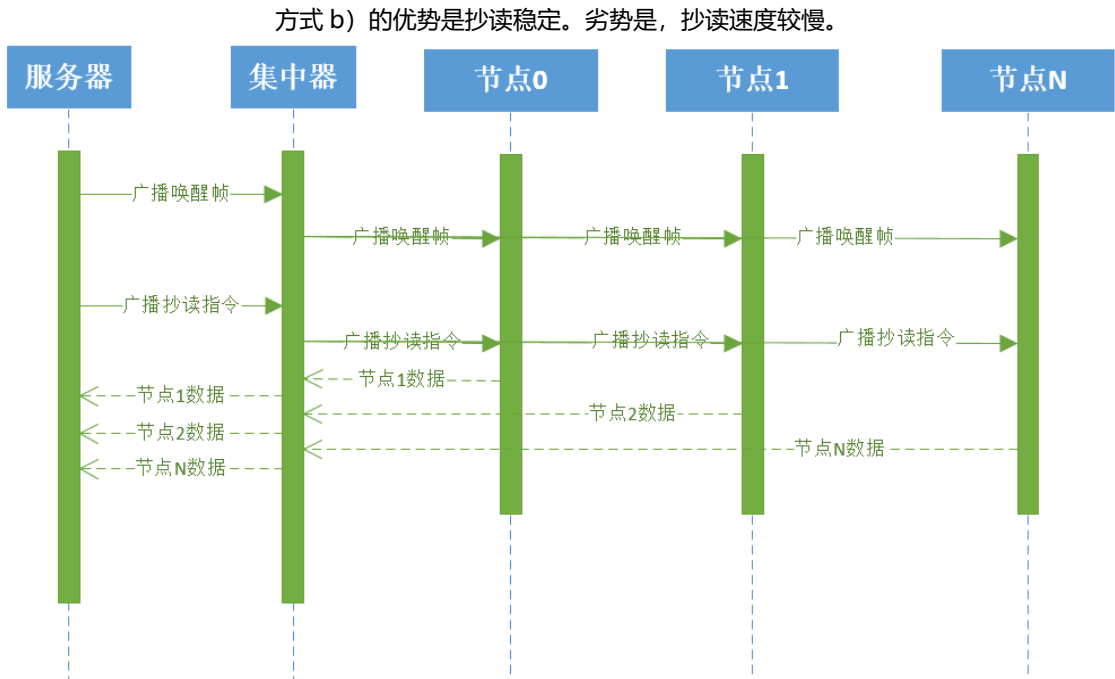 方式 b）的优势是抄读稳定。劣势是，抄读速度较慢。
服务器 集中器 节点0 节点1 节点N
广播唤醒帧
广播唤醒帧 广播唤醒帧 广播唤醒帧
广播抄读指令
广播抄读指令 广播抄读指令 广播抄读指令
节点1数据
节点1数据
节点2数据
节点2数据
节点N数据
节点N数据